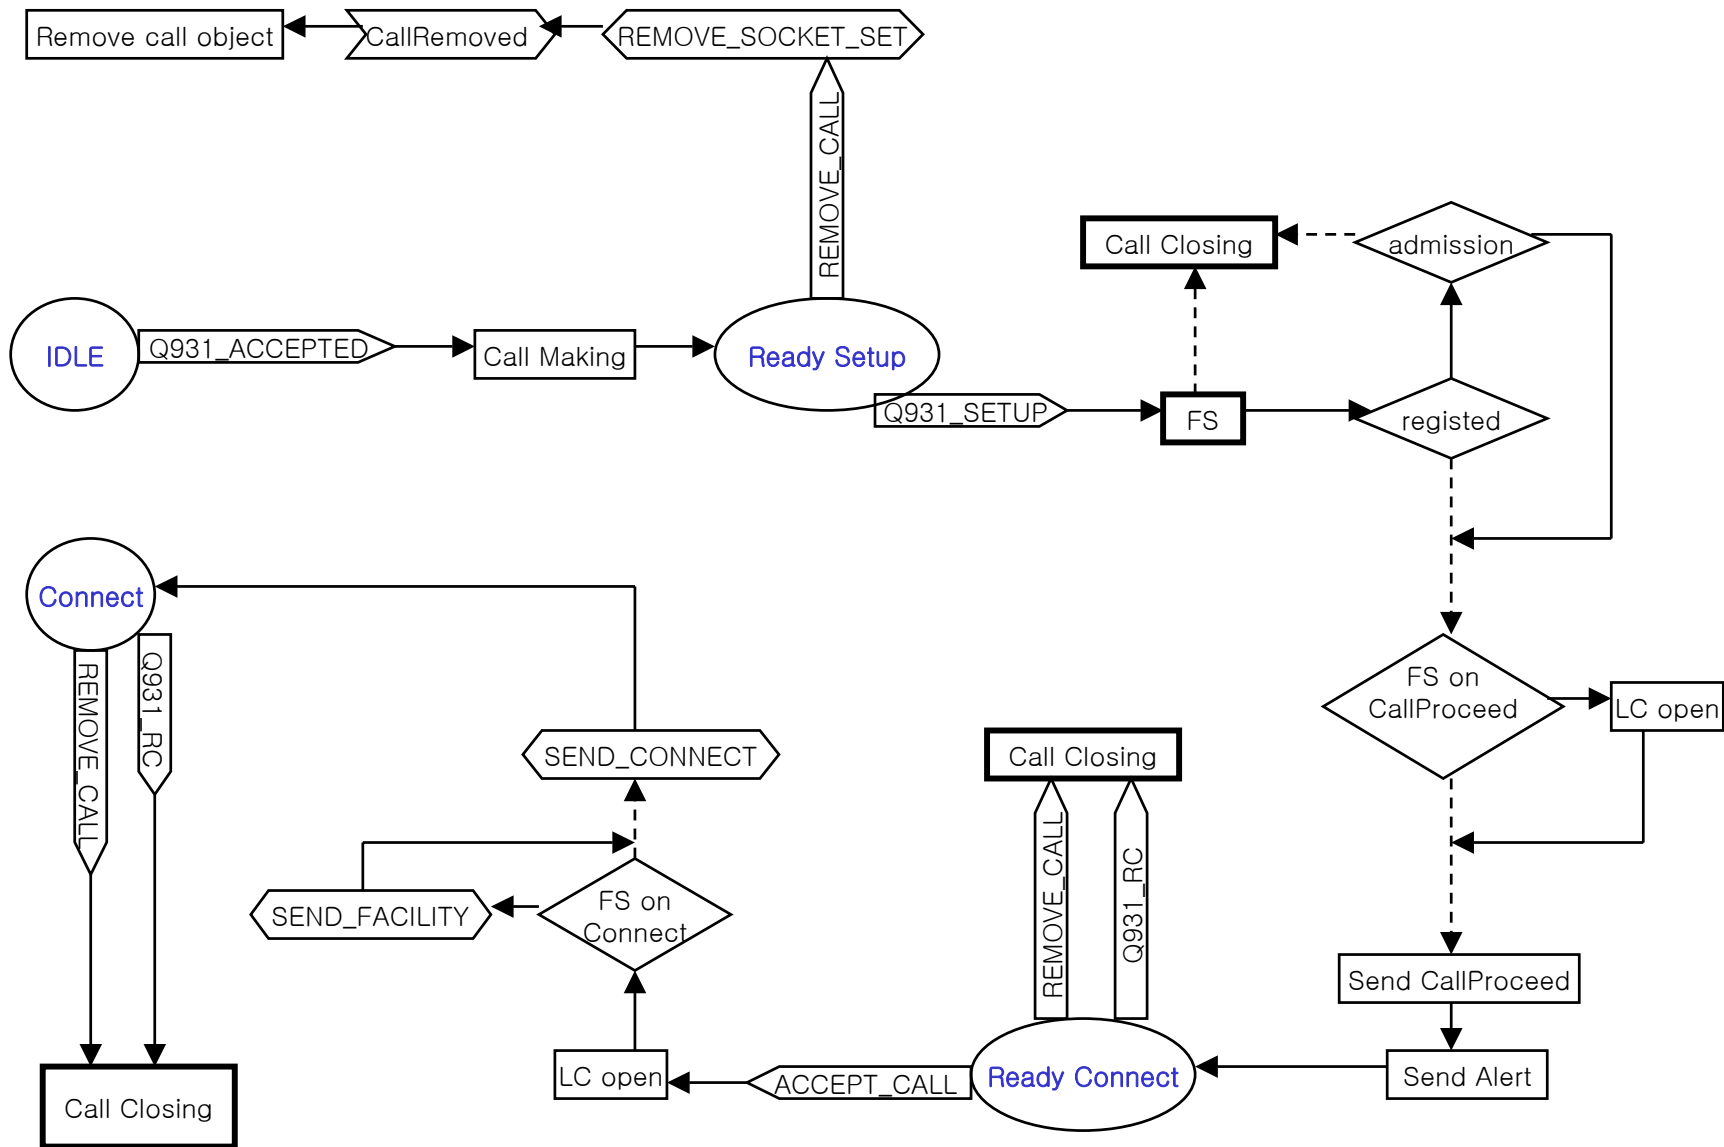 Remove call object
CallRemoved
REMOVE_SOCKET_SET
REMOVE_CALL
Call Closing
admission
IDLE
Q931_ACCEPTED
Call Making
Ready Setup
Q931_SETUP
FS
registed
Connect
REMOVE_CALL
Q931_RC
FS on
CallProceed
LC open
SEND_CONNECT
Call Closing
REMOVE_CALL
Q931_RC
SEND_FACILITY
FS on
Connect
Send CallProceed
LC open
ACCEPT_CALL
Ready Connect
Send Alert
Call Closing